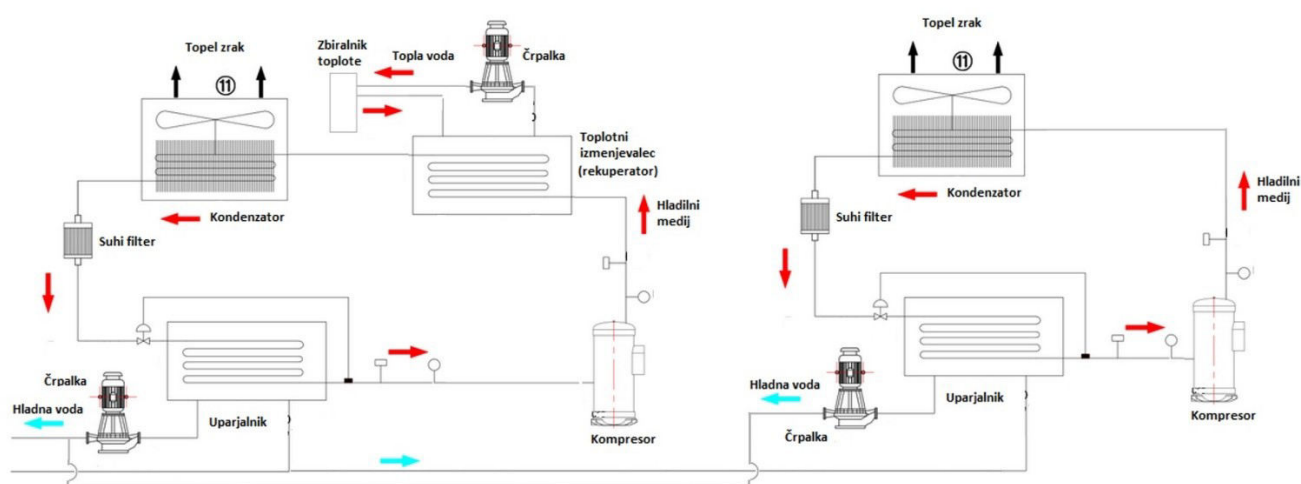 Topel zrak
⑪
Kondenzator
Zbiralnik
toplote
Topla voda
Črpalka
Toplotni
izmenjevalec
(rekuperator)
Hladilni
medij
Suhi filter
Črpalka
Hladna voda
Uparjalnik
Kompresor
Topel zrak
⑪
Kondenzator
Hladilni
medij
Suhi filter
Hladna voda
Črpalka
Uparjalnik
Kompresor